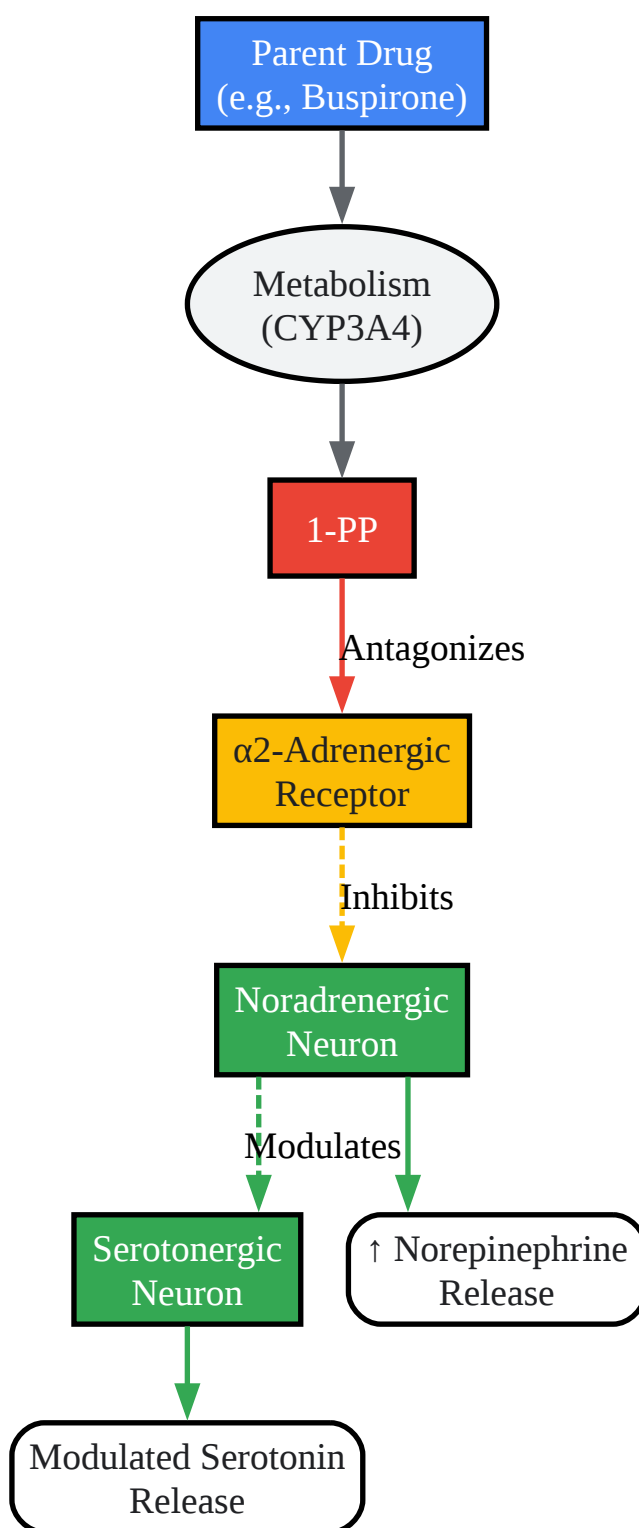 Parent Drug
(e.g., Buspirone)
Metabolism
(CYP3A4)
1-PP
Antagonizes
α2-Adrenergic
Receptor
Inhibits
Noradrenergic
Neuron
Modulates
Serotonergic
Neuron
↑ Norepinephrine
Release
Modulated Serotonin
Release